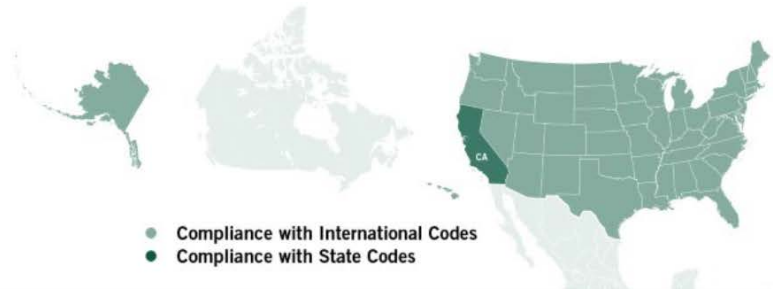 CA
Compliance with International Codes
Compliance with State Codes